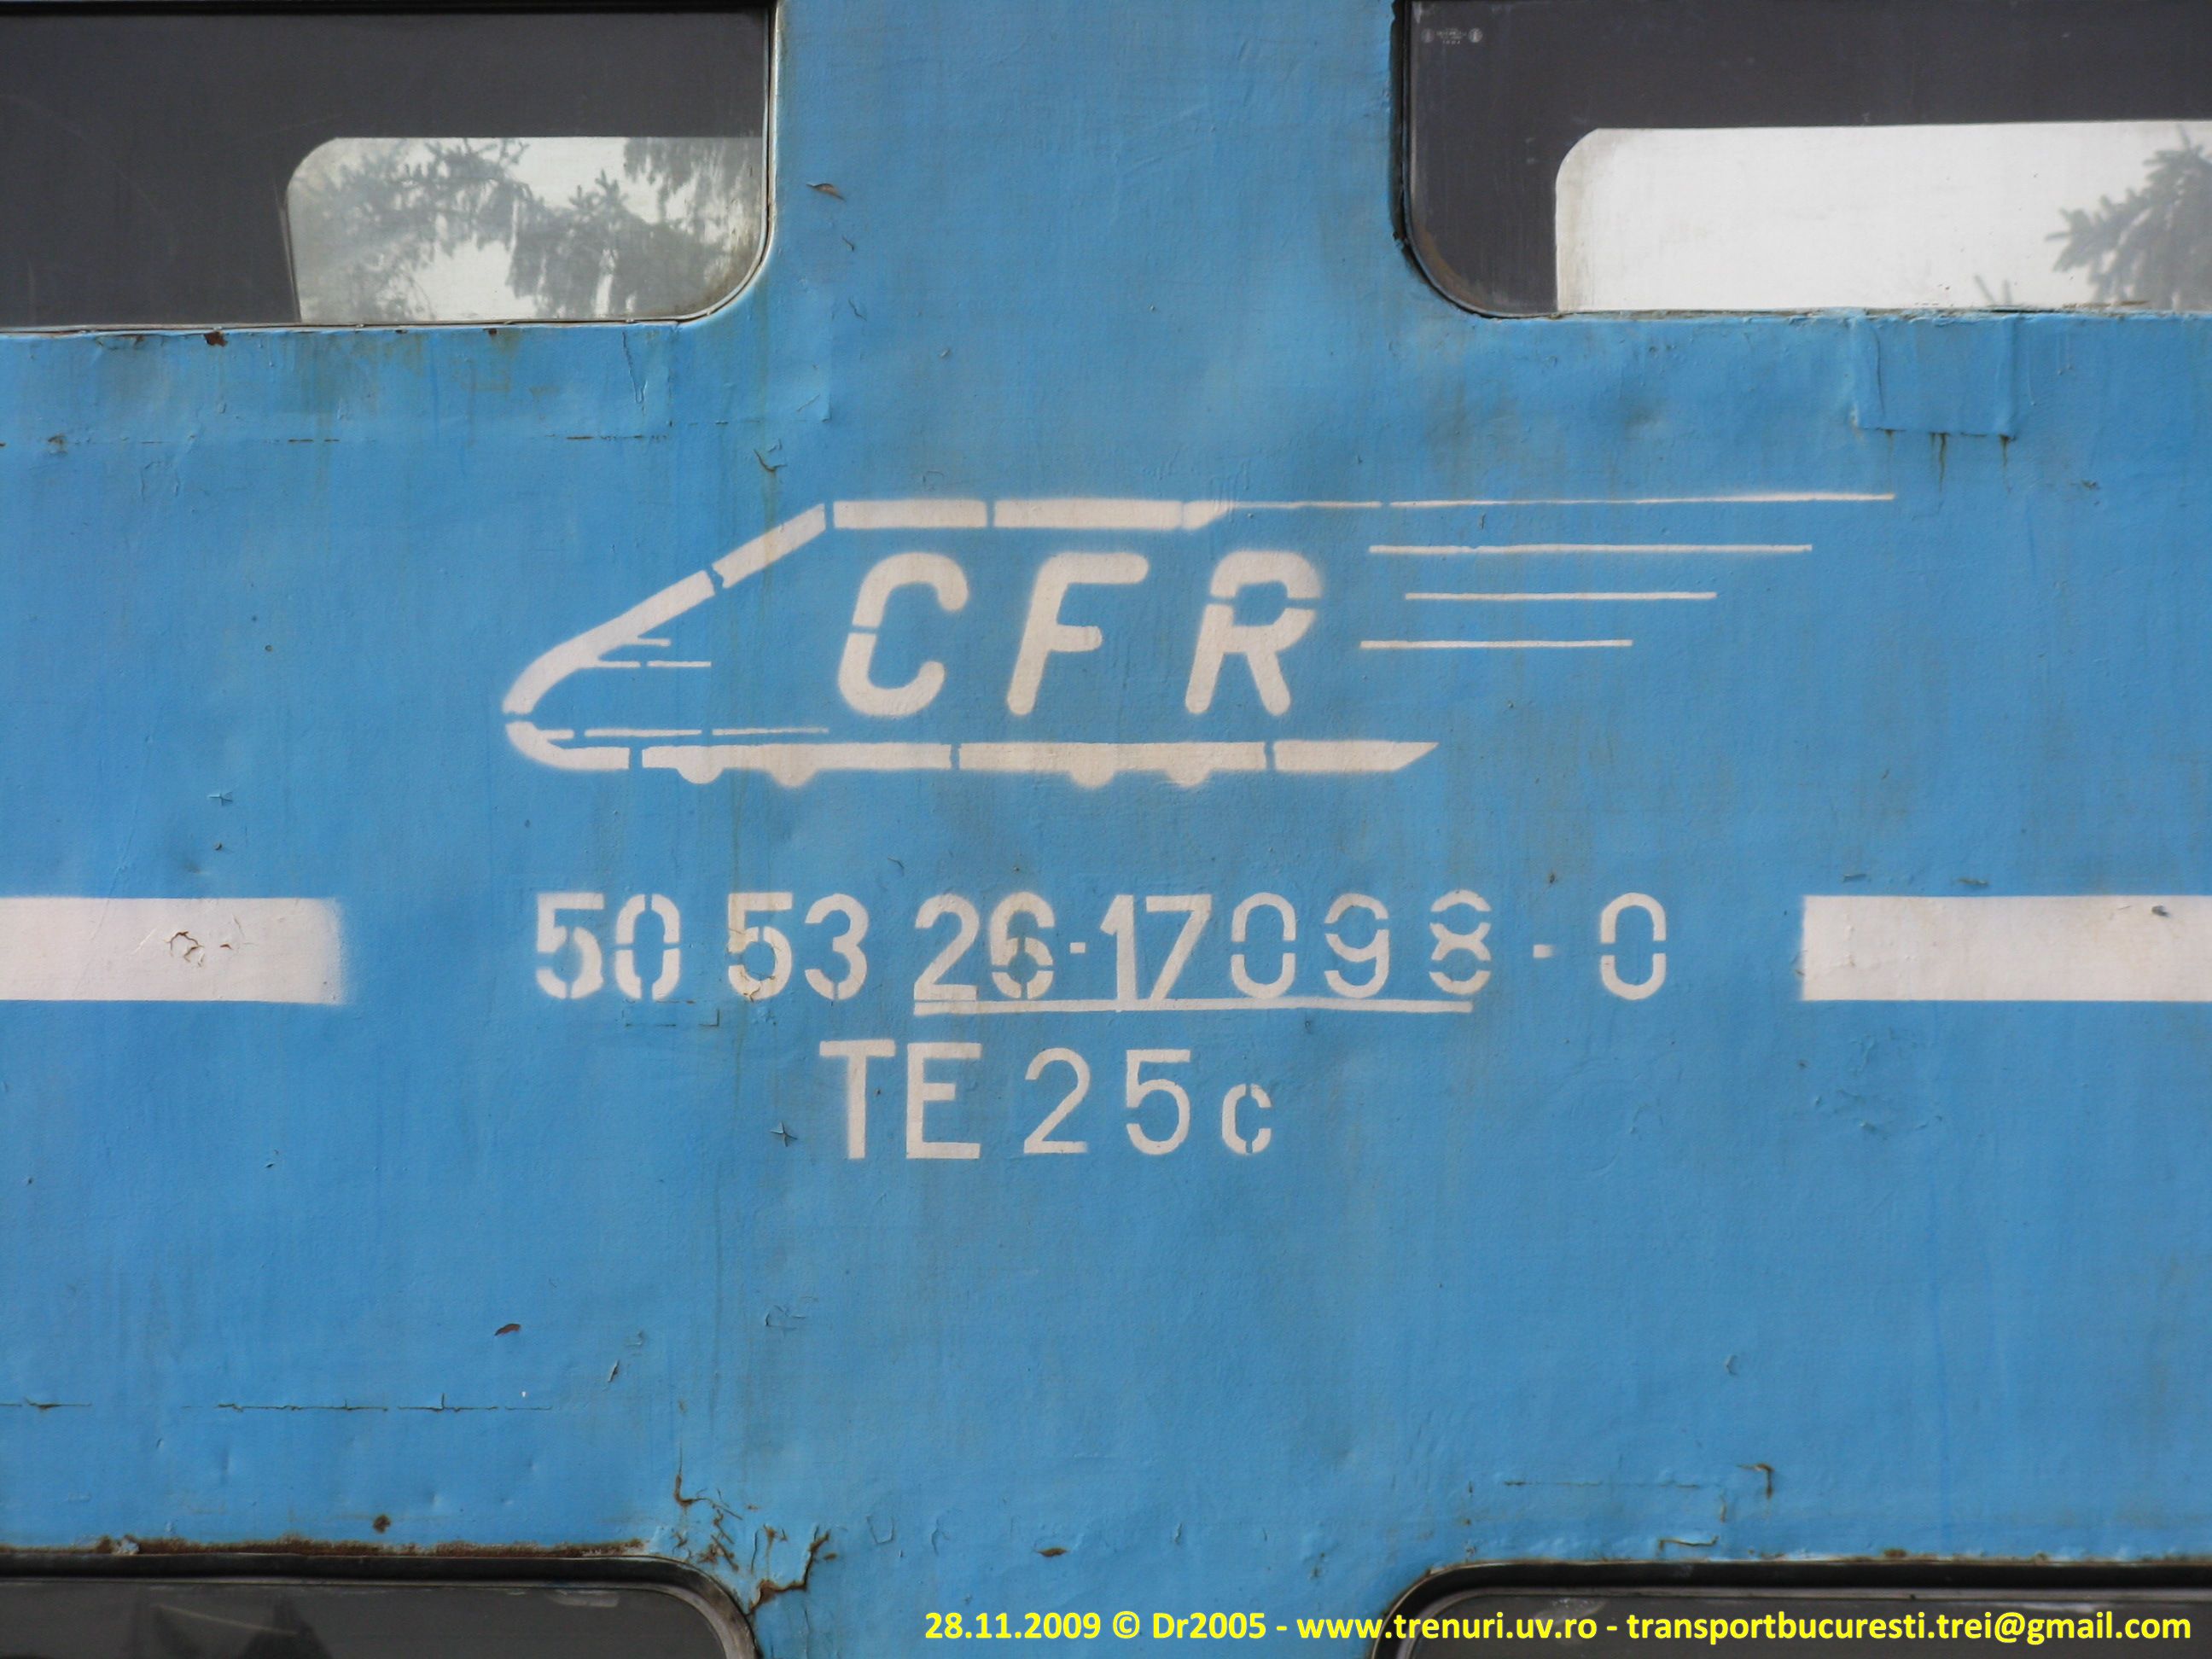 CFR
50 53 26-17098-0
TE 25c
28.11.2009 © Dr2005 - www.trenuri.uv.ro - transportbucuresti.trei@gmail.com